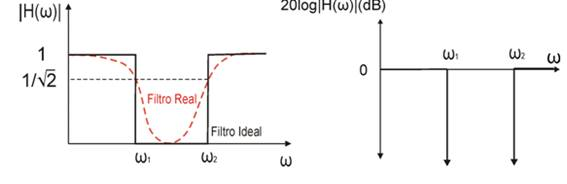 |H(ω)|
1
1/√2
Filtro Real
Filtro Ideal
ω₁
ω₂
ω
20log|H(ω)|(dB)
0
ω₁
ω₂
ω